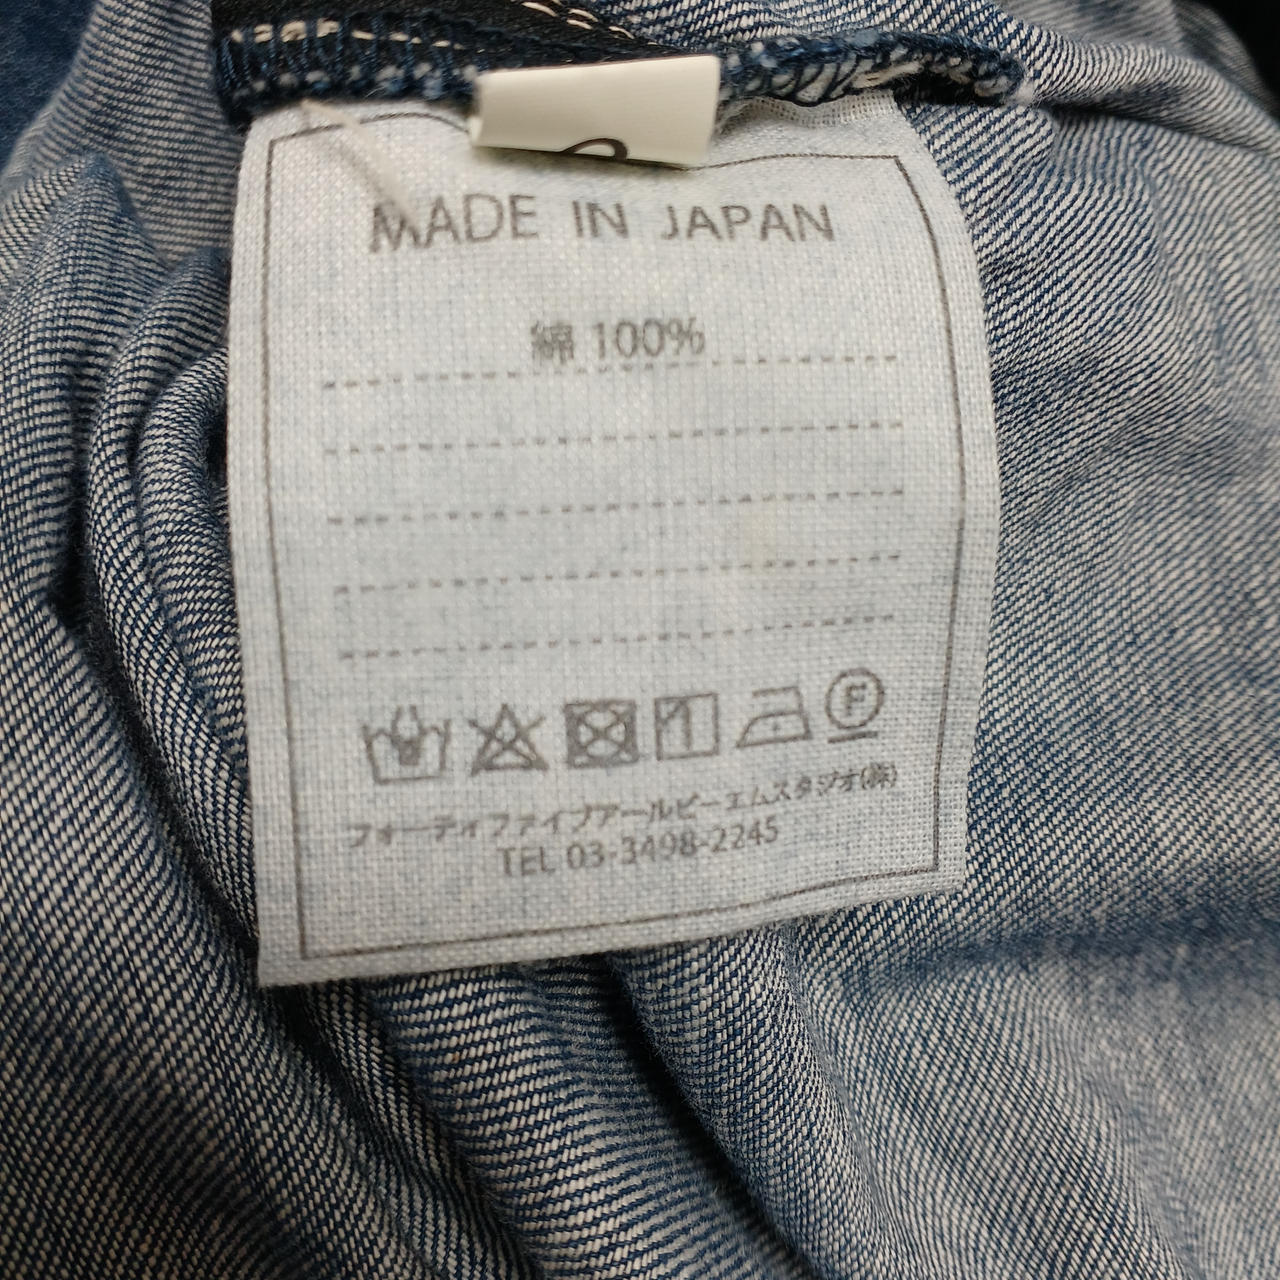 MADE IN JAPAN
綿 100%
F
フォーティファイブアールピーエムスタジオ(株)
TEL 03-3498-2245